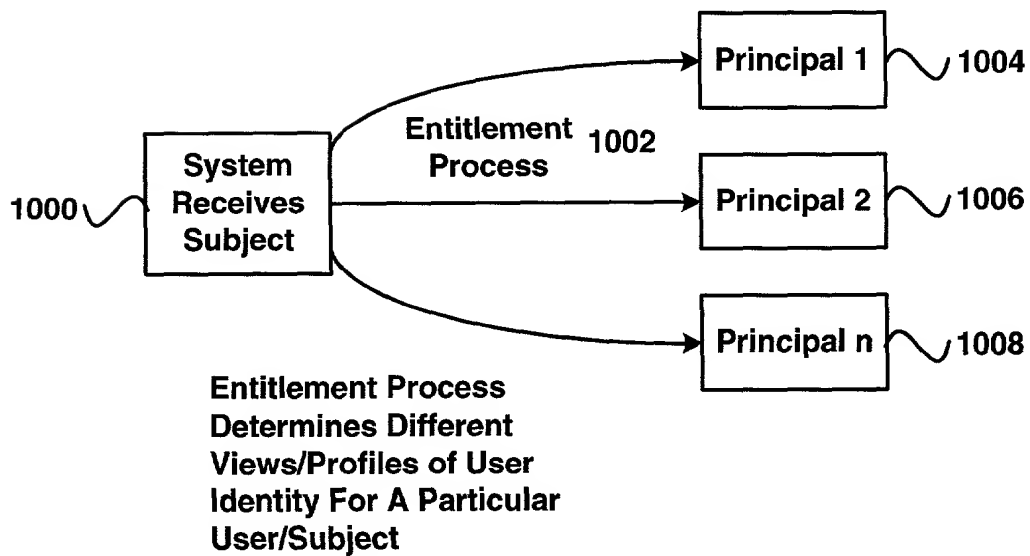 Principal 1
1004
Entitlement
Process
1002
System
Receives
Subject
1000
Principal 2
1006
Principal n
1008
Entitlement Process
Determines Different
Views/Profiles of User
Identity For A Particular
User/Subject